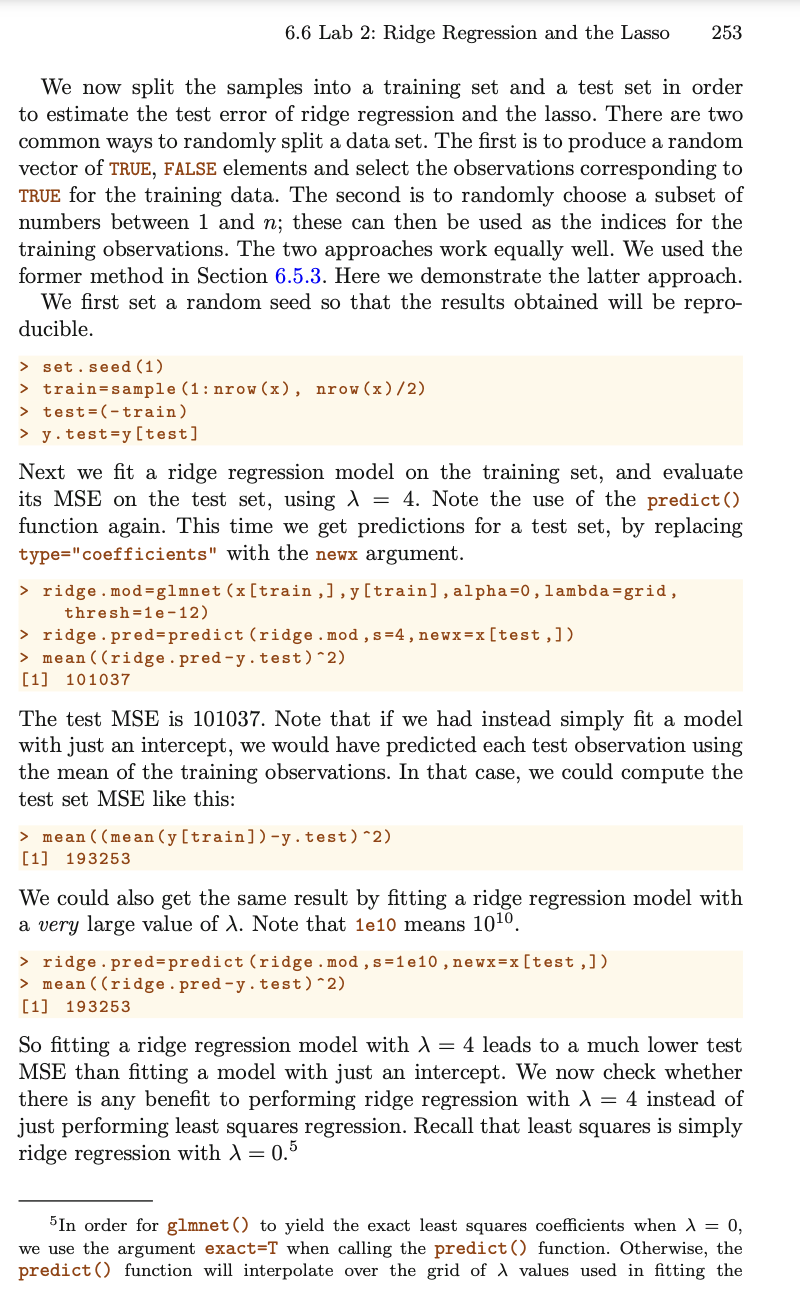 6.6 Lab 2: Ridge Regression and the Lasso 253
We now split the samples into a training set and a test set in order
to estimate the test error of ridge regression and the lasso. There are two
common ways to randomly split a data set. The first is to produce a random
vector of TRUE, FALSE elements and select the observations corresponding to
TRUE for the training data. The second is to randomly choose a subset of
numbers between 1 and n; these can then be used as the indices for the
training observations. The two approaches work equally well. We used the
former method in Section 6.5.3. Here we demonstrate the latter approach.
We first set a random seed so that the results obtained will be repro-
ducible.
> set.seed(1)
> train=sample(1:nrow(x), nrow(x)/2)
> test=(-train)
> y.test=y[test]
Next we fit a ridge regression model on the training set, and evaluate
its MSE on the test set, using λ = 4. Note the use of the predict()
function again. This time we get predictions for a test set, by replacing
type="coefficients" with the newx argument.
> ridge.mod=glmnet(x[train,],y[train],alpha=0,lambda=grid,
thresh=1e-12)
> ridge.pred=predict(ridge.mod,s=4,newx=x[test,])
> mean((ridge.pred-y.test)^2)
[1] 101037
The test MSE is 101037. Note that if we had instead simply fit a model
with just an intercept, we would have predicted each test observation using
the mean of the training observations. In that case, we could compute the
test set MSE like this:
> mean((mean(y[train])-y.test)^2)
[1] 193253
We could also get the same result by fitting a ridge regression model with
a very large value of λ. Note that 1e10 means 10¹⁰.
> ridge.pred=predict(ridge.mod,s=1e10,newx=x[test,])
> mean((ridge.pred-y.test)^2)
[1] 193253
So fitting a ridge regression model with λ = 4 leads to a much lower test
MSE than fitting a model with just an intercept. We now check whether
there is any benefit to performing ridge regression with λ = 4 instead of
just performing least squares regression. Recall that least squares is simply
ridge regression with λ = 0.⁵
⁵In order for glmnet() to yield the exact least squares coefficients when λ = 0,
we use the argument exact=T when calling the predict() function. Otherwise, the
predict() function will interpolate over the grid of λ values used in fitting the